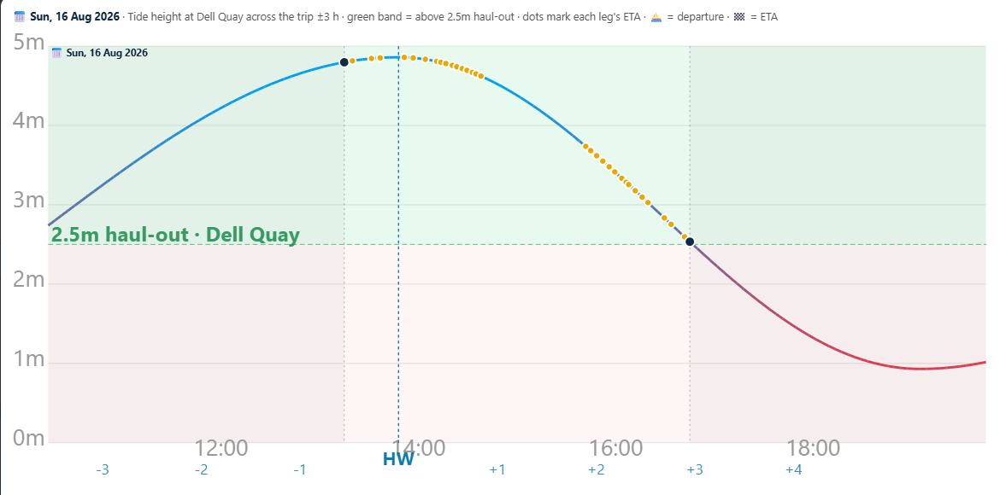 Sun, 16 Aug 2026 · Tide height at Dell Quay across the trip ±3 h · green band = above 2.5m haul-out · dots mark each leg's ETA · ⛵ = departure · 🏁 = ETA
5m
Sun, 16 Aug 2026
4m
3m
2.5m haul-out · Dell Quay
2m
1m
0m
12:00 14:00 16:00 18:00
HW
-3 -2 -1 +1 +2 +3 +4